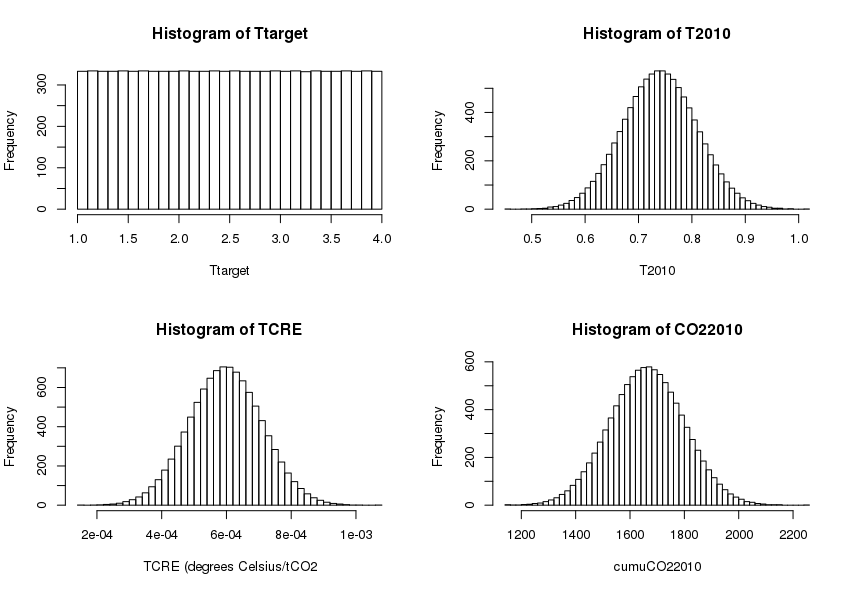 Histogram of Ttarget
Frequency
0 100 200 300
1.0 1.5 2.0 2.5 3.0 3.5 4.0
Ttarget
Histogram of T2010
Frequency
0 200 400
0.5 0.6 0.7 0.8 0.9 1.0
T2010
Histogram of TCRE
Frequency
0 200 400 600
2e-04 4e-04 6e-04 8e-04 1e-03
TCRE (degrees Celsius/tCO2
Histogram of CO22010
Frequency
0 200 400 600
1200 1400 1600 1800 2000 2200
cumuCO22010